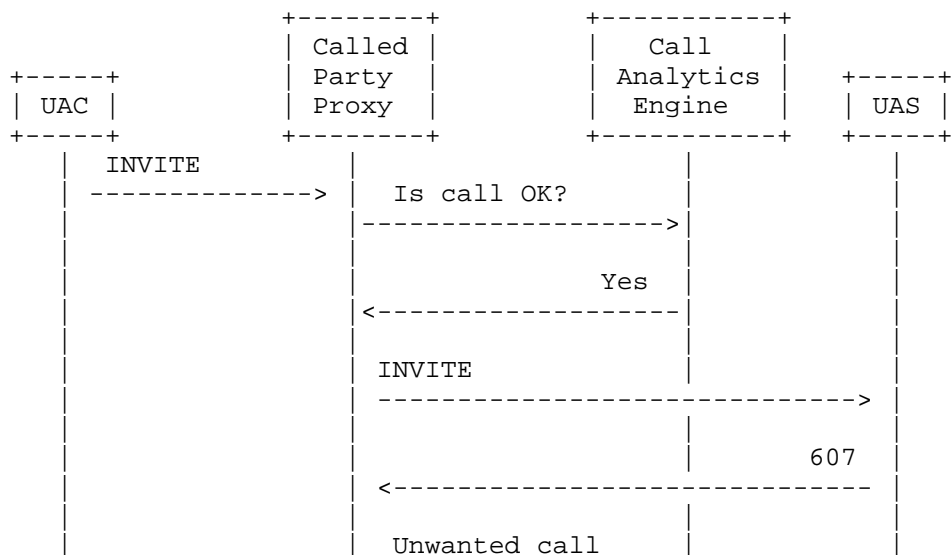 Called Call
Party Analytics
UAC Proxy Engine UAS
INVITE
Is call OK?
Yes
INVITE
607
Unwanted call